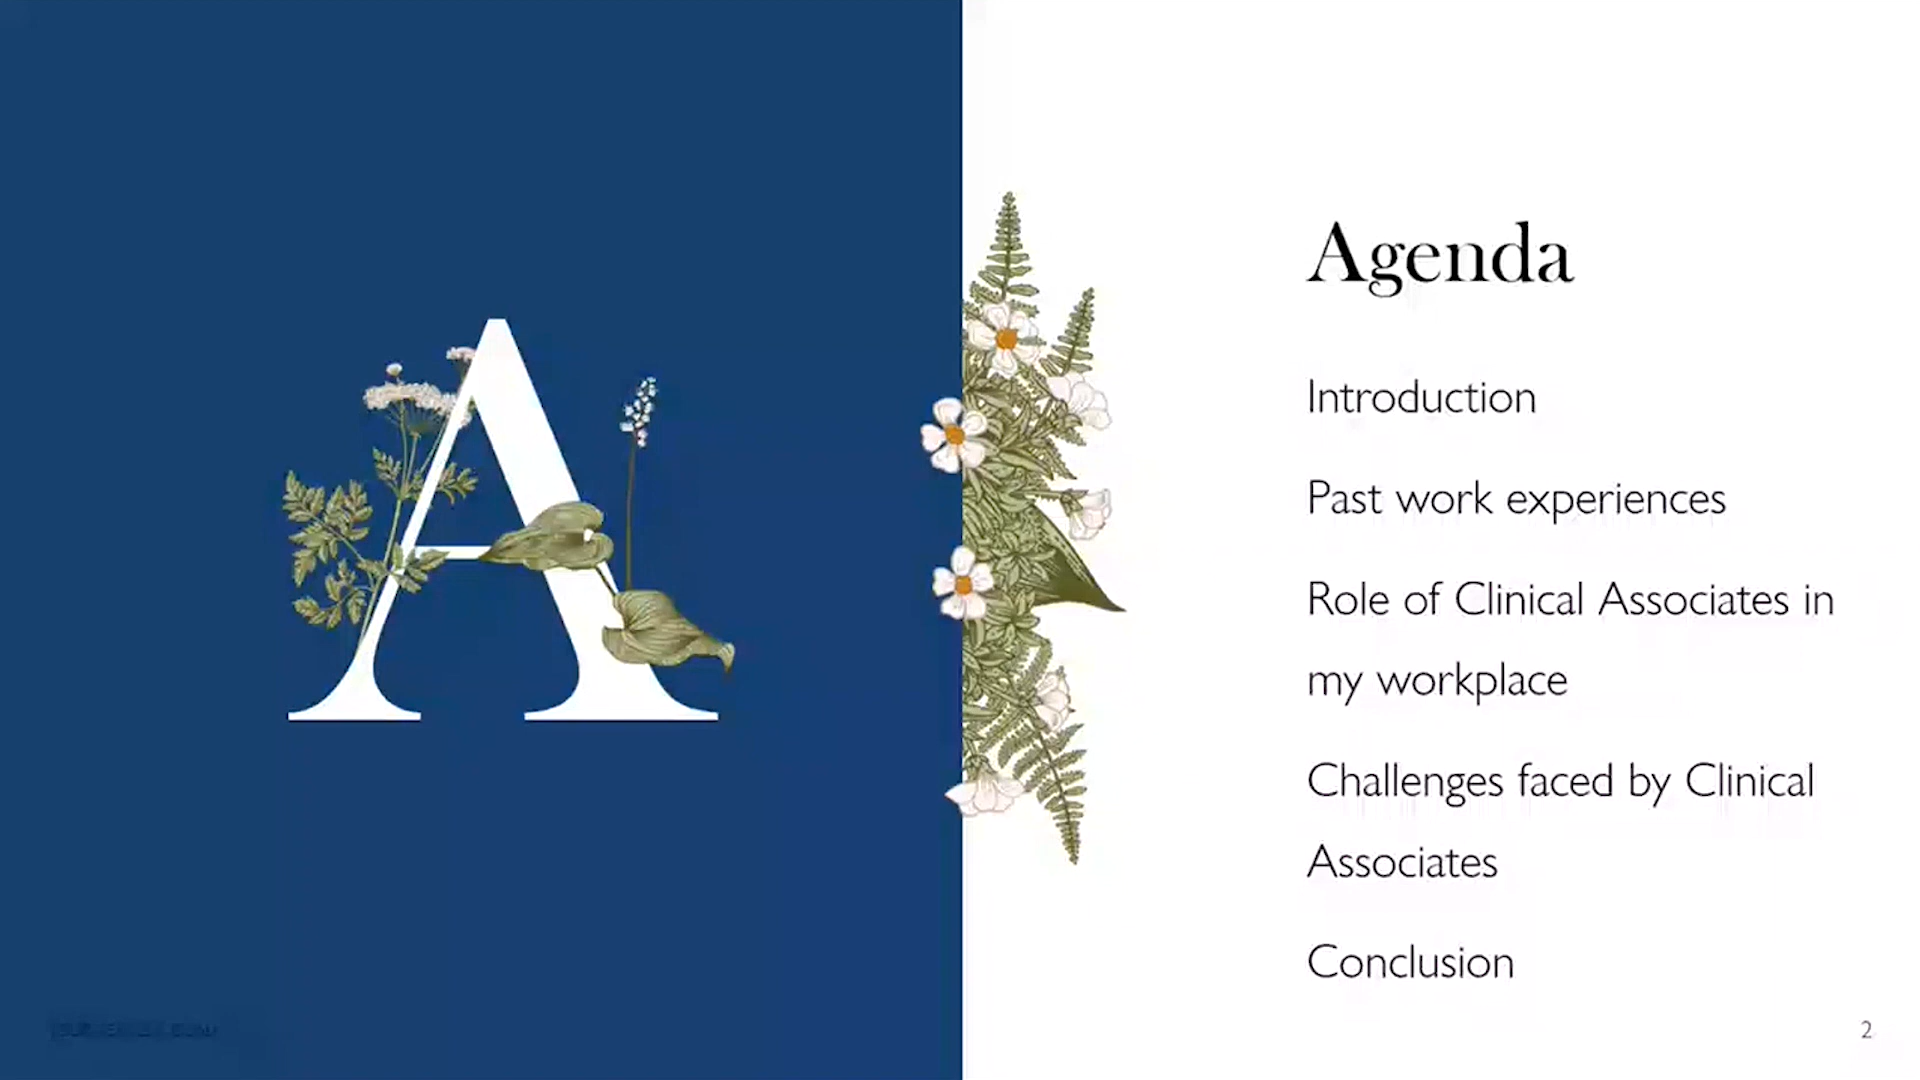 A
Agenda
Introduction
Past work experiences
Role of Clinical Associates in
my workplace
Challenges faced by Clinical
Associates
Conclusion
2